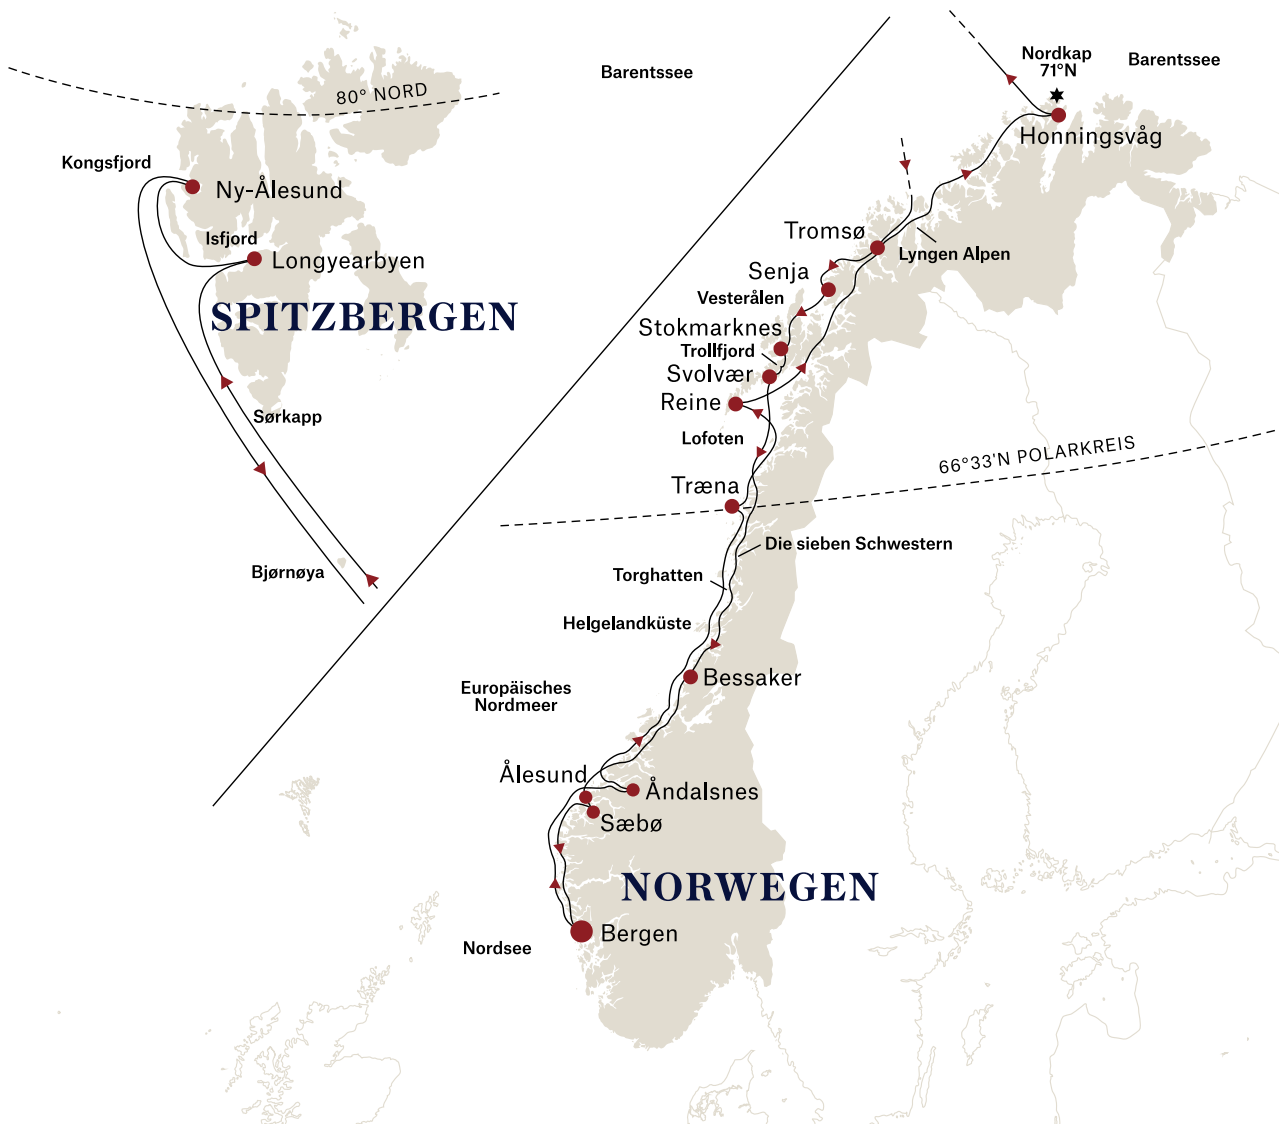 Nordkap
71°N
Barentssee
Barentssee
80° NORD
Honningsvåg
Kongsfjord
Ny-Ålesund
Isfjord
Longyearbyen
SPITZBERGEN
Tromsø
Lyngen Alpen
Senja
Vesterålen
Stokmarknes
Trollfjord
Svolvær
Reine
Sørkapp
Lofoten
66°33'N POLARKREIS
Træna
Die sieben Schwestern
Bjørnøya
Torghatten
Helgelandküste
Bessaker
Europäisches
Nordmeer
Ålesund
Åndalsnes
Sæbø
NORWEGEN
Bergen
Nordsee